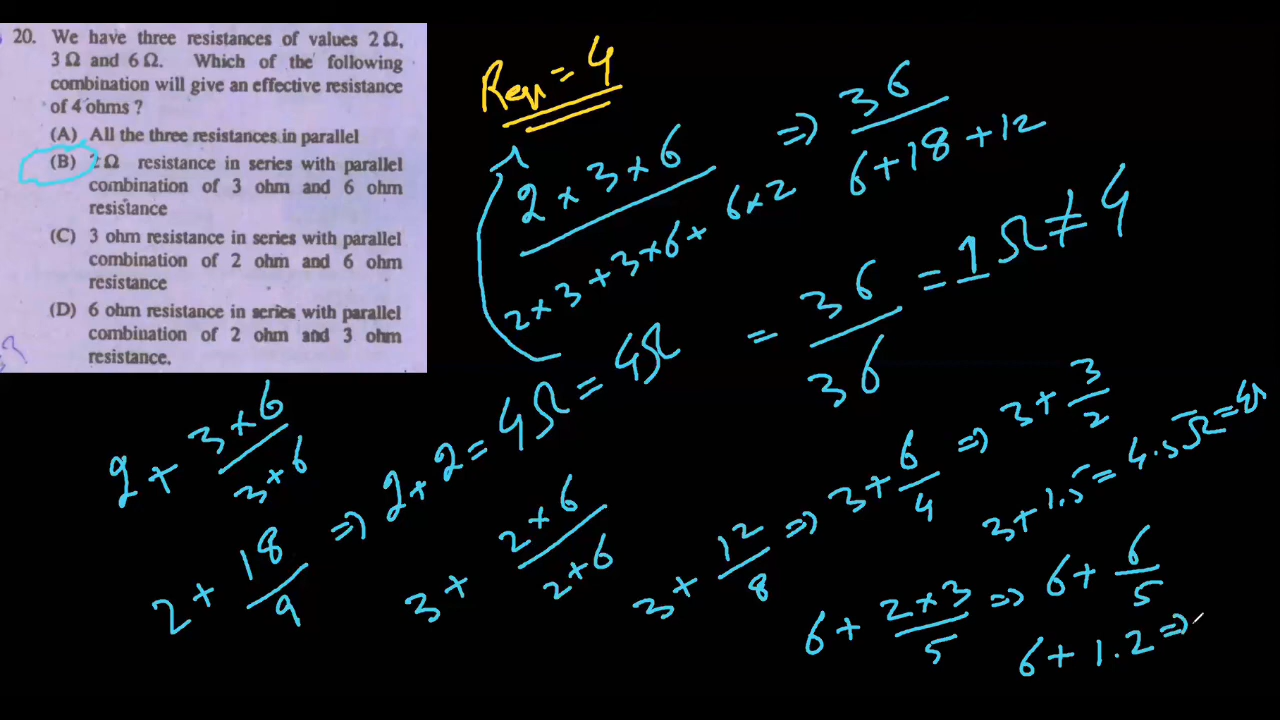 20. We have three resistances of values 2 Ω,
3 Ω and 6 Ω. Which of the following
combination will give an effective resistance
of 4 ohms ?
(A) All the three resistances in parallel
(B) 2 Ω resistance in series with parallel
combination of 3 ohm and 6 ohm
resistance
(C) 3 ohm resistance in series with parallel
combination of 2 ohm and 6 ohm
resistance
(D) 6 ohm resistance in series with parallel
combination of 2 ohm and 3 ohm
resistance.
Req = 4
2 × 3 × 6
2 × 3 + 3 × 6 + 6 × 2
⇒ 36
6 + 18 + 12
= 36
36
= 1 Ω ≠ 4
2 + 3 × 6
3 + 6
2 + 18
9
⇒ 2 + 2 = 4 Ω = 4Ω
3 + 2 × 6
2 + 6
3 + 12
8
⇒ 3 + 6
4
⇒ 3 + 3
2
3 + 1.5 = 4.5 Ω =
6 + 2 × 3
5
⇒ 6 + 6
5
6 + 1.2 ⇒